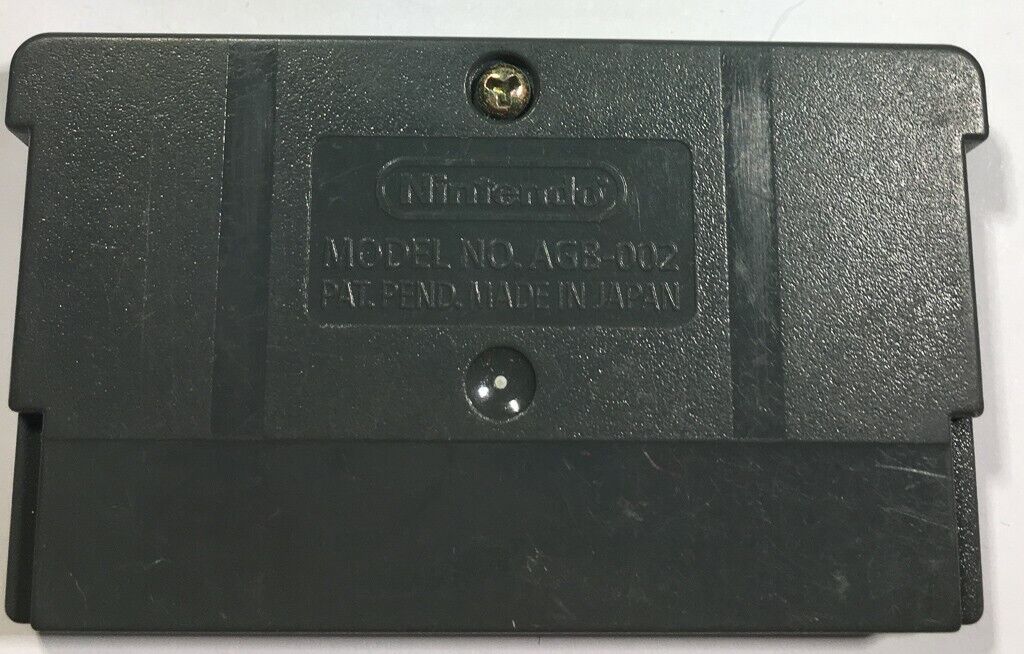 Nintendo
MODEL NO. AGB-002
PAT. PEND. MADE IN JAPAN